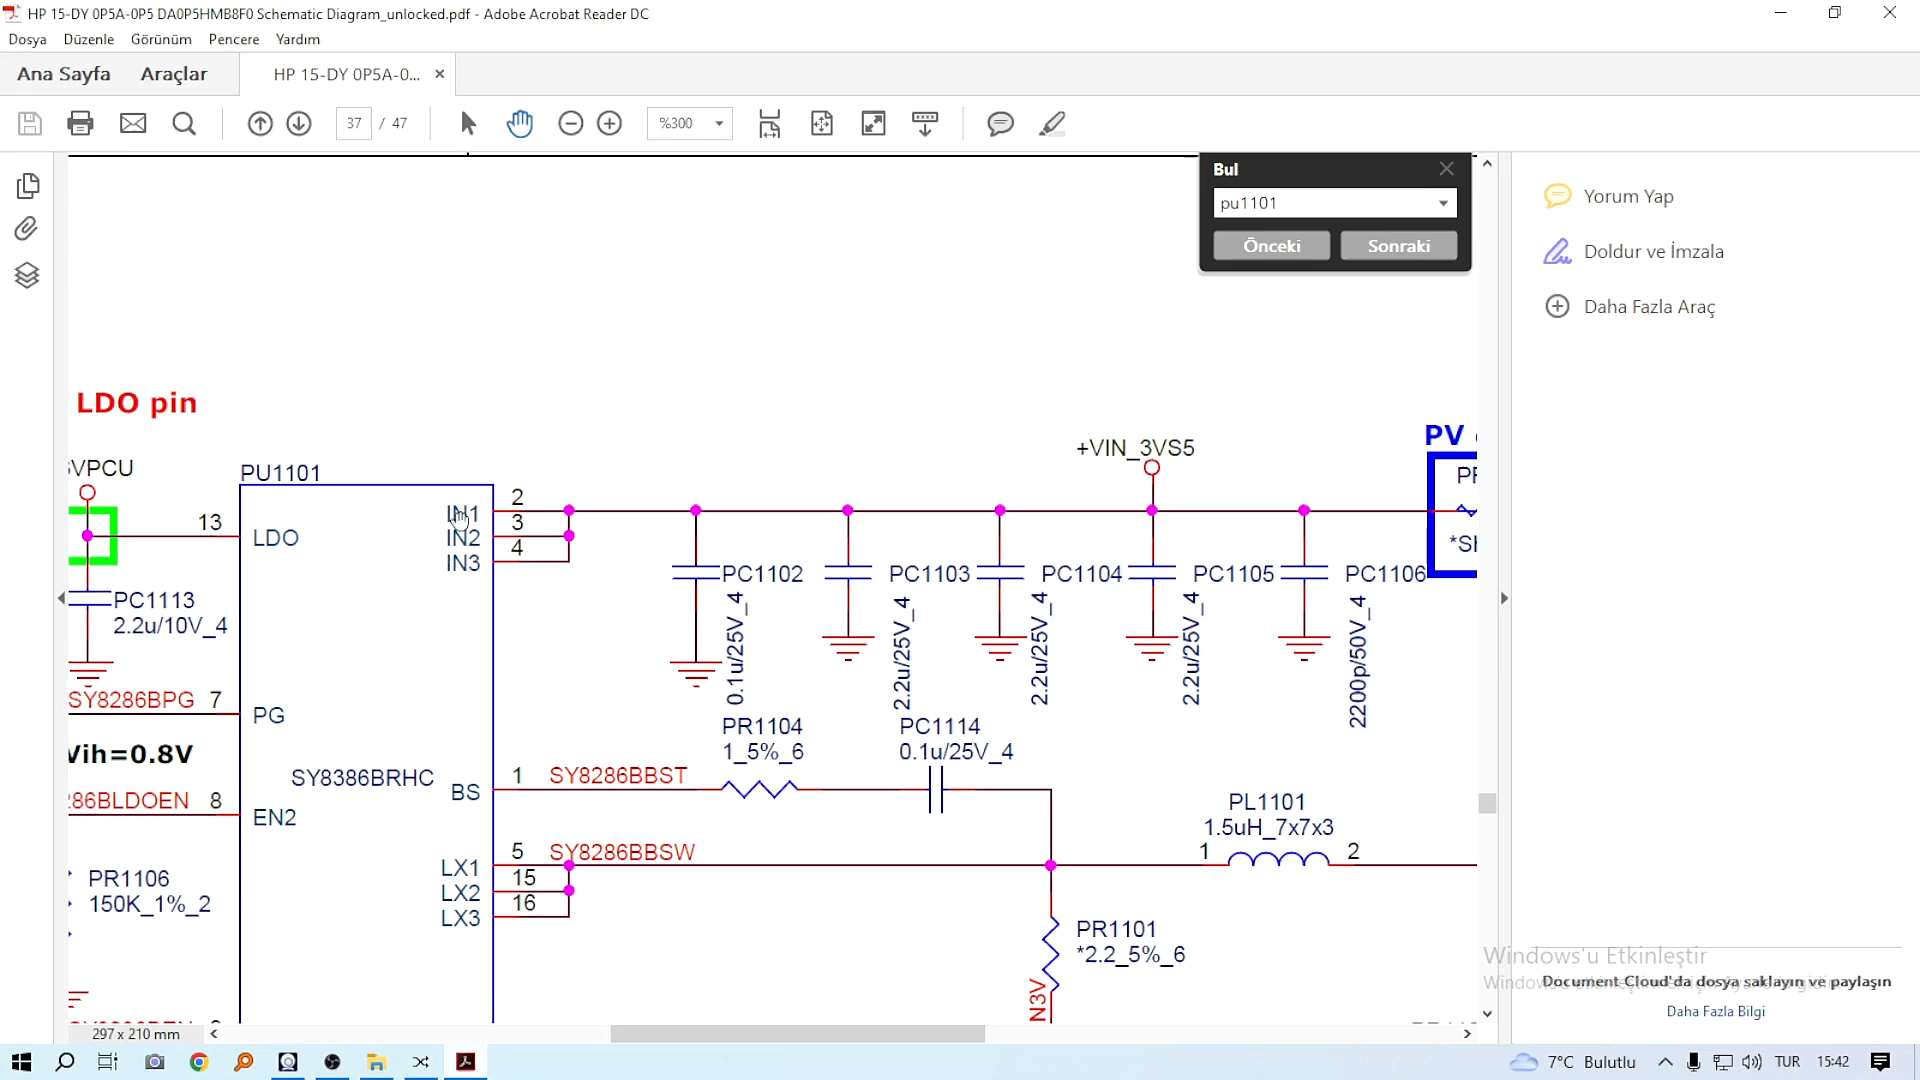 HP 15-DY 0P5A-0P5 DA0P5HMB8F0 Schematic Diagram_unlocked.pdf - Adobe Acrobat Reader DC
Dosya Düzenle Görünüm Pencere Yardım
Ana Sayfa Araçlar HP 15-DY 0P5A-0... ×
37 / 47 %300
Bul
pu1101
Önceki Sonraki
Yorum Yap
Doldur ve İmzala
Daha Fazla Araç
LDO pin
+VIN_3VS5
PV
VPCU
PU1101
13
LDO
IN1 2
IN2 3
IN3 4
PC1102
0.1u/25V_4
PC1103
2.2u/25V_4
PC1104
2.2u/25V_4
PC1105
2.2u/25V_4
PC1106
2200p/50V_4
PC1113
2.2u/10V_4
SY8286BPG 7
PG
Vih=0.8V
SY8386BRHC
286BLDOEN 8
EN2
BS 1 SY8286BBST
PR1104
1_5%_6
PC1114
0.1u/25V_4
LX1 5 SY8286BBSW
LX2 15
LX3 16
PL1101
1.5uH_7x7x3
1 2
PR1106
150K_1%_2
PR1101
*2.2_5%_6
N3V
297 x 210 mm
Windows'u Etkinleştir
Document Cloud'da dosya saklayın ve paylaşın
Daha Fazla Bilgi
7°C Bulutlu TUR 15:42